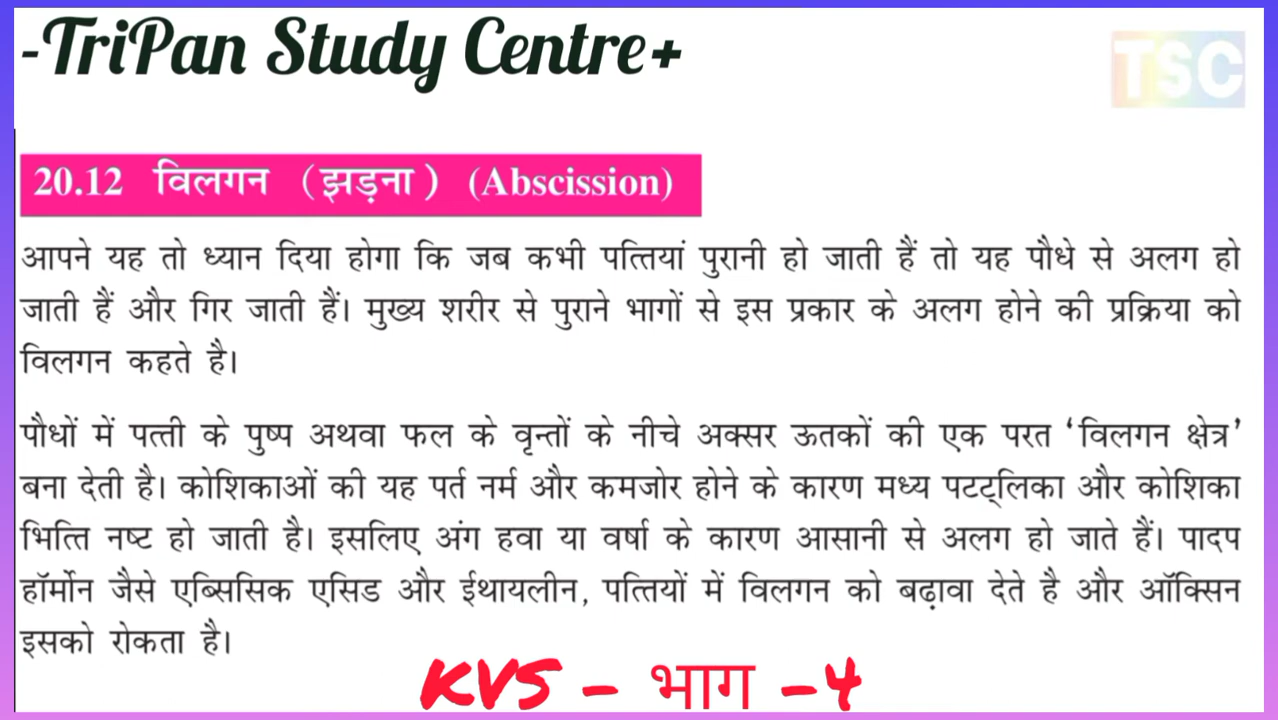 -TriPan Study Centre+
TSC
20.12 विलगन (झड़ना) (Abscission)
आपने यह तो ध्यान दिया होगा कि जब कभी पत्तियां पुरानी हो जाती हैं तो यह पौधे से अलग हो
जाती हैं और गिर जाती हैं। मुख्य शरीर से पुराने भागों से इस प्रकार के अलग होने की प्रक्रिया को
विलगन कहते है।
पौधों में पत्ती के पुष्प अथवा फल के वृन्तों के नीचे अक्सर ऊतकों की एक परत ‘विलगन क्षेत्र’
बना देती है। कोशिकाओं की यह पर्त नर्म और कमजोर होने के कारण मध्य पटट्लिका और कोशिका
भित्ति नष्ट हो जाती है। इसलिए अंग हवा या वर्षा के कारण आसानी से अलग हो जाते हैं। पादप
हॉर्मोन जैसे एब्सिसिक एसिड और ईथायलीन, पत्तियों में विलगन को बढ़ावा देते है और ऑक्सिन
इसको रोकता है।
KVS - भाग -4